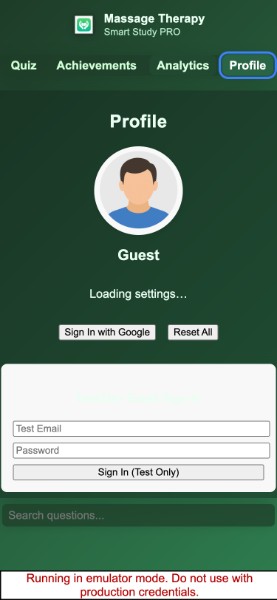 Massage Therapy
Smart Study PRO
Quiz Achievements Analytics Profile
Profile
Guest
Loading settings…
Sign In with Google Reset All
Test Email
Password
Sign In (Test Only)
Search questions...
Running in emulator mode. Do not use with
production credentials.